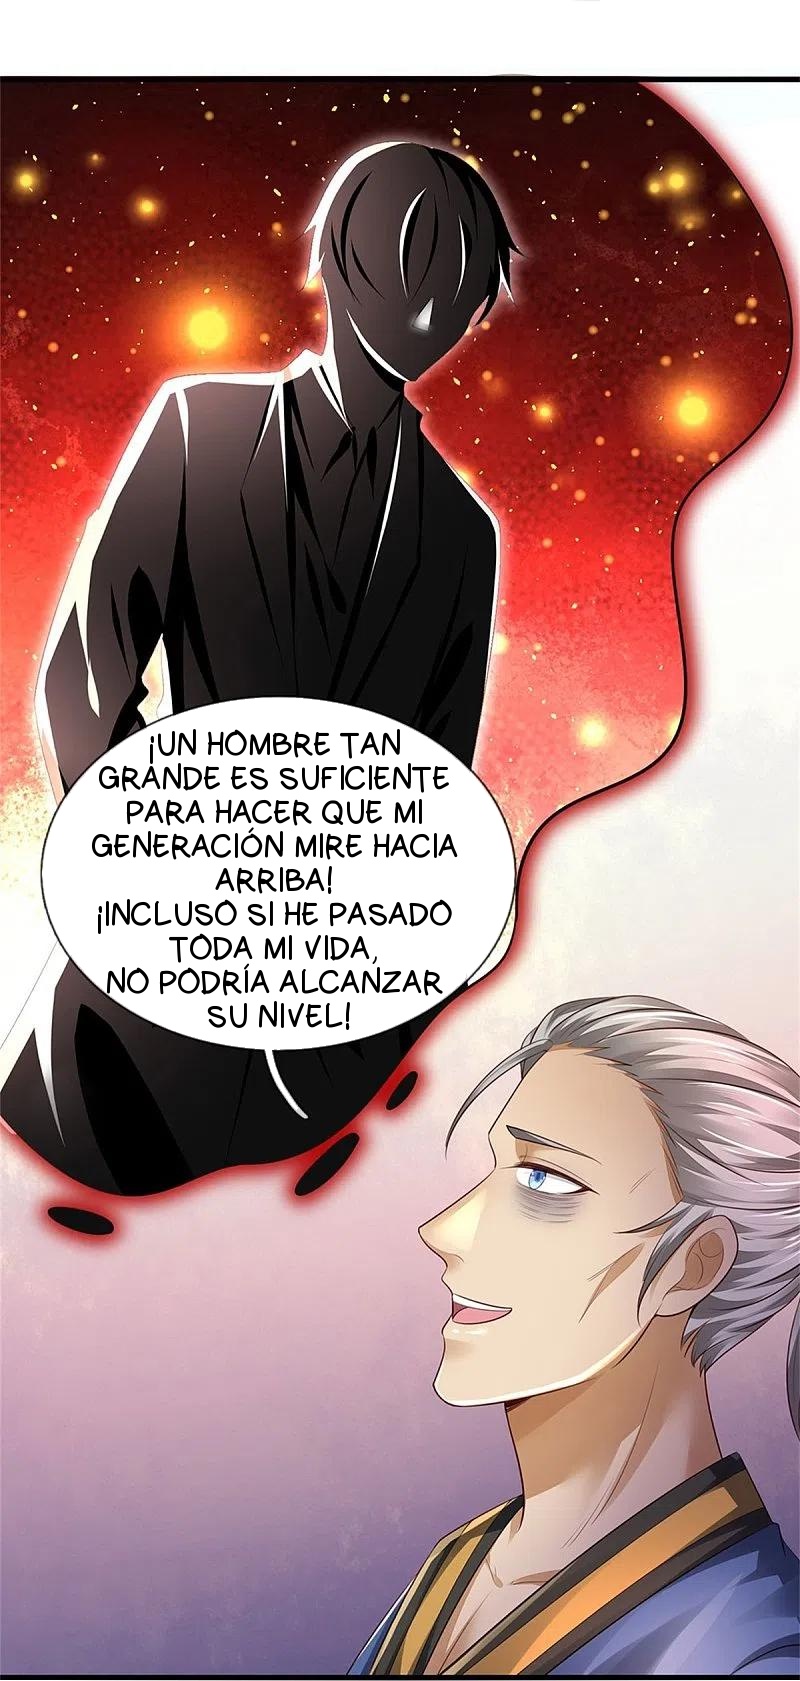 ¡UN HOMBRE TAN
GRANDE ES SUFICIENTE
PARA HACER QUE MI
GENERACIÓN MIRE HACIA
ARRIBA!
¡INCLUSO SI HE PASADO
TODA MI VIDA,
NO PODRÍA ALCANZAR
SU NIVEL!